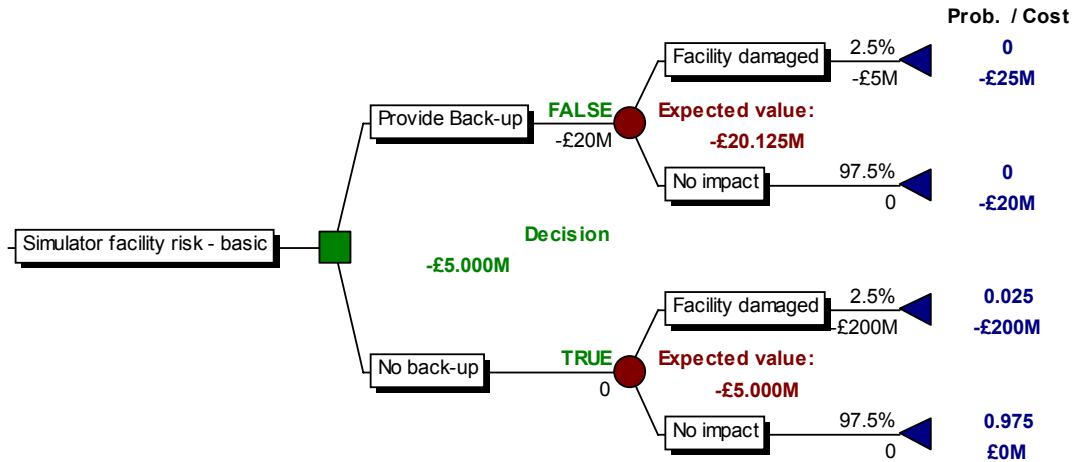 Prob. / Cost
Facility damaged 2.5% 0
-£5M -£25M
Provide Back-up FALSE Expected value:
-£20M -£20.125M
No impact 97.5% 0
0 -£20M
Simulator facility risk - basic Decision
-£5.000M
Facility damaged 2.5% 0.025
-£200M -£200M
No back-up TRUE Expected value:
0 -£5.000M
No impact 97.5% 0.975
0 £0M